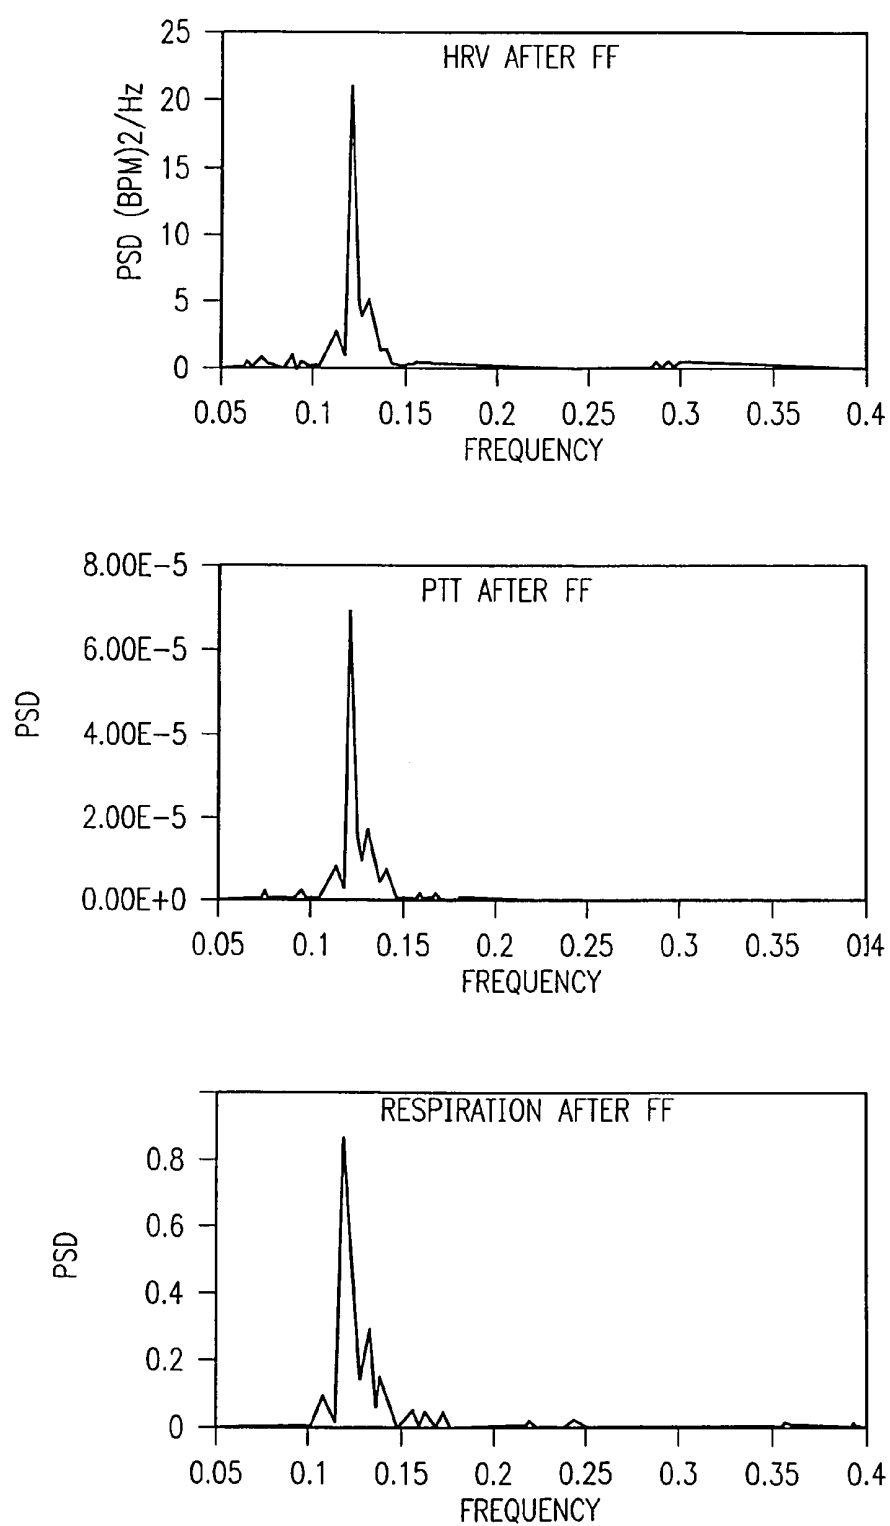 25
HRV AFTER FF
20
15
10
5
0
PSD (BPM)2/Hz
0.05 0.1 0.15 0.2 0.25 0.3 0.35 0.4
FREQUENCY
8.00E-5
PTT AFTER FF
6.00E-5
4.00E-5
2.00E-5
0.00E+0
PSD
0.05 0.1 0.15 0.2 0.25 0.3 0.35 014
FREQUENCY
RESPIRATION AFTER FF
0.8
0.6
0.4
0.2
0
PSD
0.05 0.1 0.15 0.2 0.25 0.3 0.35 0.4
FREQUENCY